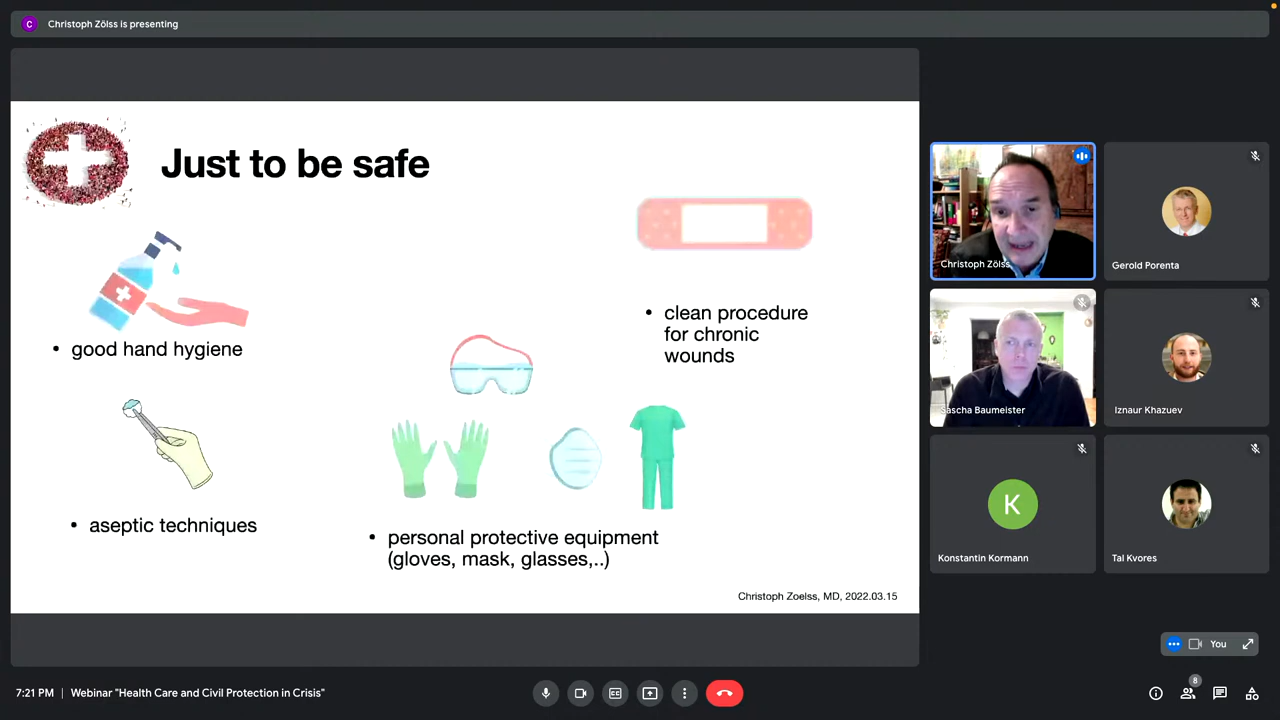 C
Christoph Zölss is presenting
Just to be safe
• good hand hygiene
• aseptic techniques
• personal protective equipment
(gloves, mask, glasses,..)
• clean procedure
for chronic
wounds
Christoph Zoelss, MD, 2022.03.15
Christoph Zölss
Gerold Porenta
Sascha Baumeister
Iznaur Khazuev
K
Konstantin Kormann
Tal Kvores
You
7:21 PM | Webinar "Health Care and Civil Protection in Crisis"
CC
8